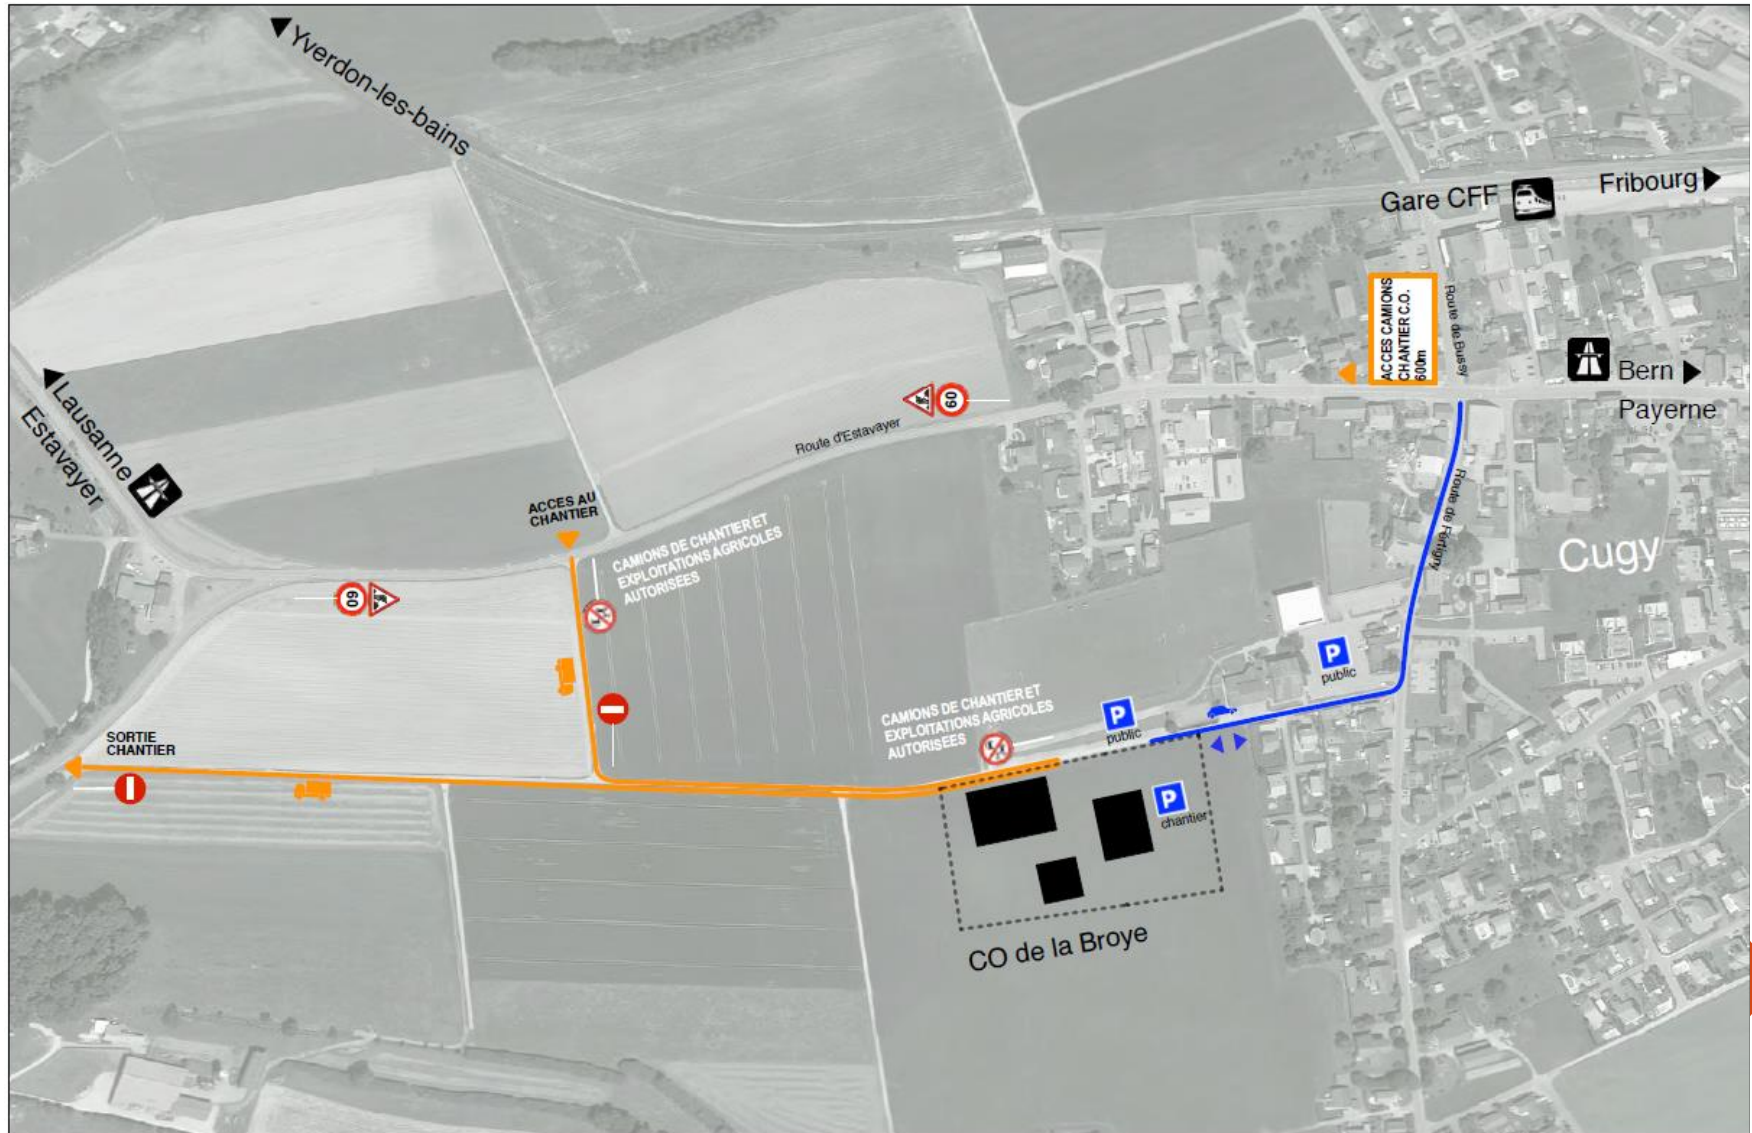 Yverdon-les-bains
Gare CFF
Fribourg
ACCES CAMIONS
CHANTIER C.O.
600m
Route de Bussy
Bern
Payerne
Lausanne
Estavayer
60
Route d'Estavayer
ACCES AU
CHANTIER
CAMIONS DE CHANTIER ET
EXPLOITATIONS AGRICOLES
AUTORISEES
Route de Fétigny
Cugy
60
P
public
CAMIONS DE CHANTIER ET
EXPLOITATIONS AGRICOLES
AUTORISEES
P
public
SORTIE
CHANTIER
P
chantier
CO de la Broye